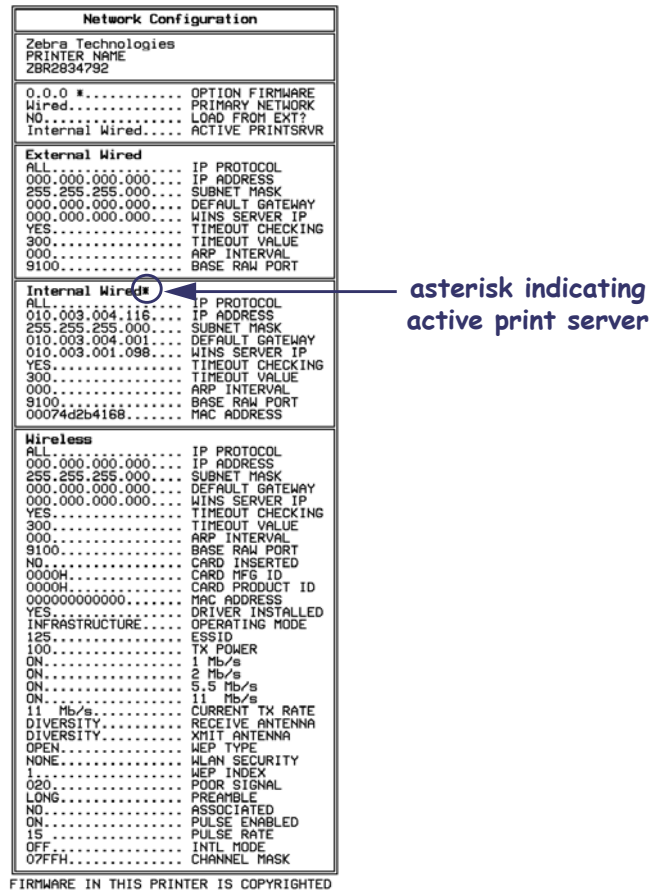 Network Configuration
Zebra Technologies
PRINTER NAME
ZBR2834792
0.0.0 *............ OPTION FIRMWARE
Wired.............. PRIMARY NETWORK
NO................. LOAD FROM EXT?
Internal Wired..... ACTIVE PRINTSRVR
External Wired
ALL................ IP PROTOCOL
000.000.000.000.... IP ADDRESS
255.255.255.000.... SUBNET MASK
000.000.000.000.... DEFAULT GATEWAY
000.000.000.000.... WINS SERVER IP
YES................ TIMEOUT CHECKING
300................ TIMEOUT VALUE
000................ ARP INTERVAL
9100............... BASE RAW PORT
Internal Wired*
asterisk indicating
active print server
ALL................ IP PROTOCOL
010.003.004.116.... IP ADDRESS
255.255.255.000.... SUBNET MASK
010.003.004.001.... DEFAULT GATEWAY
010.003.001.098.... WINS SERVER IP
YES................ TIMEOUT CHECKING
300................ TIMEOUT VALUE
000................ ARP INTERVAL
9100............... BASE RAW PORT
00074d2b4168....... MAC ADDRESS
Wireless
ALL................ IP PROTOCOL
000.000.000.000.... IP ADDRESS
255.255.255.000.... SUBNET MASK
000.000.000.000.... DEFAULT GATEWAY
000.000.000.000.... WINS SERVER IP
YES................ TIMEOUT CHECKING
300................ TIMEOUT VALUE
000................ ARP INTERVAL
9100............... BASE RAW PORT
NO................. CARD INSERTED
0000H.............. CARD MFG ID
0000H.............. CARD PRODUCT ID
000000000000....... MAC ADDRESS
YES................ DRIVER INSTALLED
INFRASTRUCTURE..... OPERATING MODE
125................ ESSID
100................ TX POWER
ON................. 1 Mb/s
ON................. 2 Mb/s
ON................. 5.5 Mb/s
ON................. 11 Mb/s
11 Mb/s........... CURRENT TX RATE
DIVERSITY.......... RECEIVE ANTENNA
DIVERSITY.......... XMIT ANTENNA
OPEN............... WEP TYPE
NONE............... WLAN SECURITY
1.................. WEP INDEX
020................ POOR SIGNAL
LONG............... PREAMBLE
NO................. ASSOCIATED
ON................. PULSE ENABLED
15 ................ PULSE RATE
OFF................ INTL MODE
07FFH.............. CHANNEL MASK
FIRMWARE IN THIS PRINTER IS COPYRIGHTED